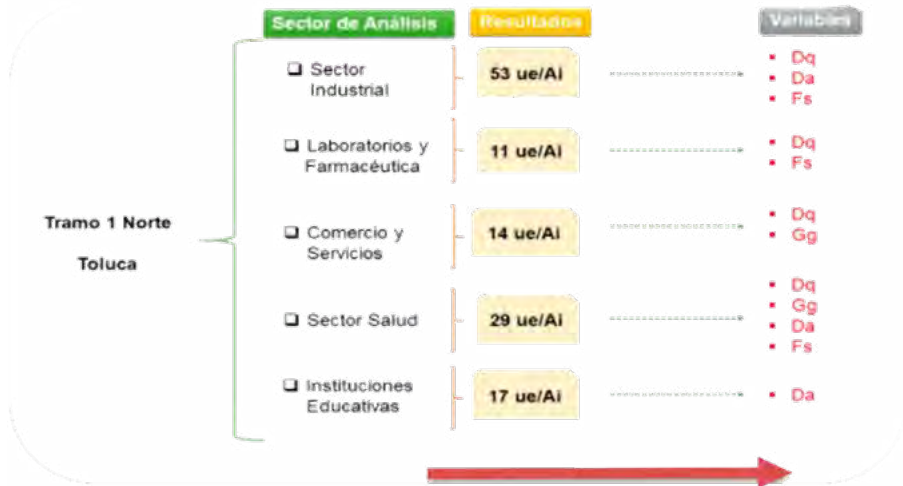 Sector de Análisis
Resultados
Variables
Tramo 1 Norte
Toluca
❑ Sector
Industrial
53 ue/Ai
▪ Dq
▪ Da
▪ Fs
❑ Laboratorios y
Farmacéutica
11 ue/Ai
▪ Dq
▪ Fs
❑ Comercio y
Servicios
14 ue/Ai
▪ Dq
▪ Gg
❑ Sector Salud
29 ue/Ai
▪ Dq
▪ Gg
▪ Da
▪ Fs
❑ Instituciones
Educativas
17 ue/Ai
▪ Da